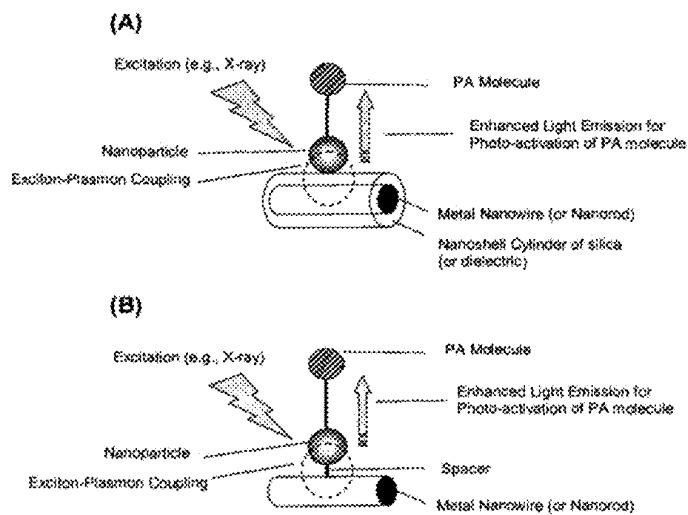 (A)
Excitation (e.g., X-ray)
PA Molecule
Enhanced Light Emission for
Photo-activation of PA molecule
Nanoparticle
Exciton-Plasmon Coupling
Metal Nanowire (or Nanorod)
Nanoshell Cylinder of silica
(or dielectric)
(B)
Excitation (e.g., X-ray)
PA Molecule
Enhanced Light Emission for
Photo-activation of PA molecule
Nanoparticle
Spacer
Exciton-Plasmon Coupling
Metal Nanowire (or Nanorod)